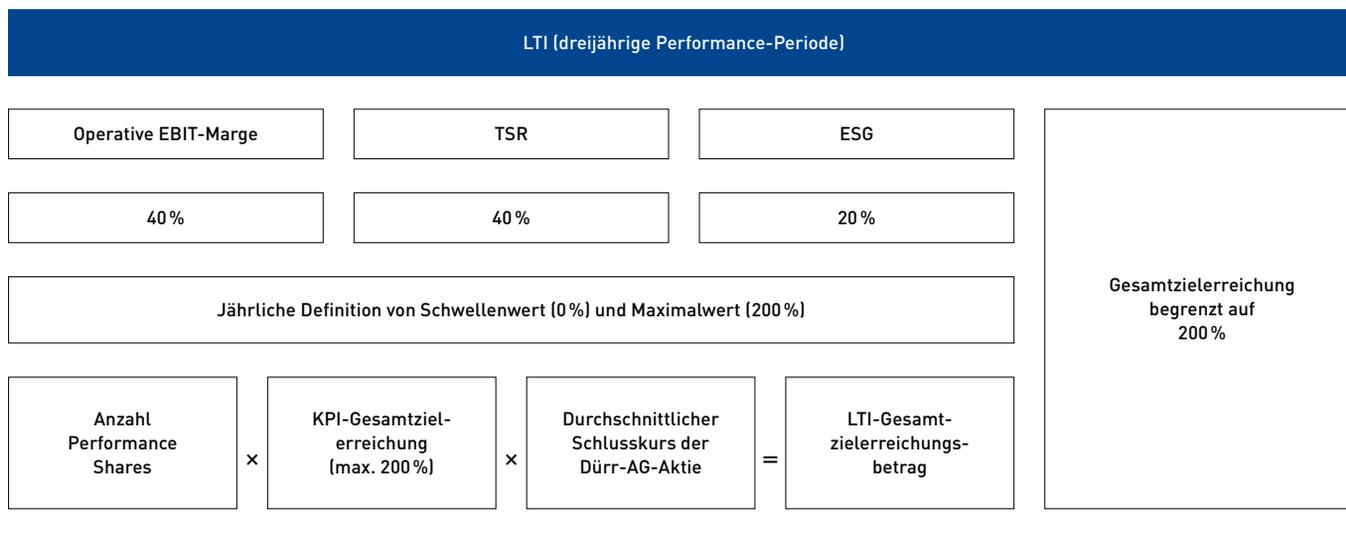 LTI (dreijährige Performance-Periode)
Operative EBIT-Marge
TSR
ESG
40 %
40 %
20 %
Jährliche Definition von Schwellenwert (0 %) und Maximalwert (200 %)
Gesamtzielerreichung
begrenzt auf
200 %
Anzahl
Performance
Shares
×
KPI-Gesamtziel-
erreichung
(max. 200 %)
×
Durchschnittlicher
Schlusskurs der
Dürr-AG-Aktie
=
LTI-Gesamt-
zielerreichungs-
betrag